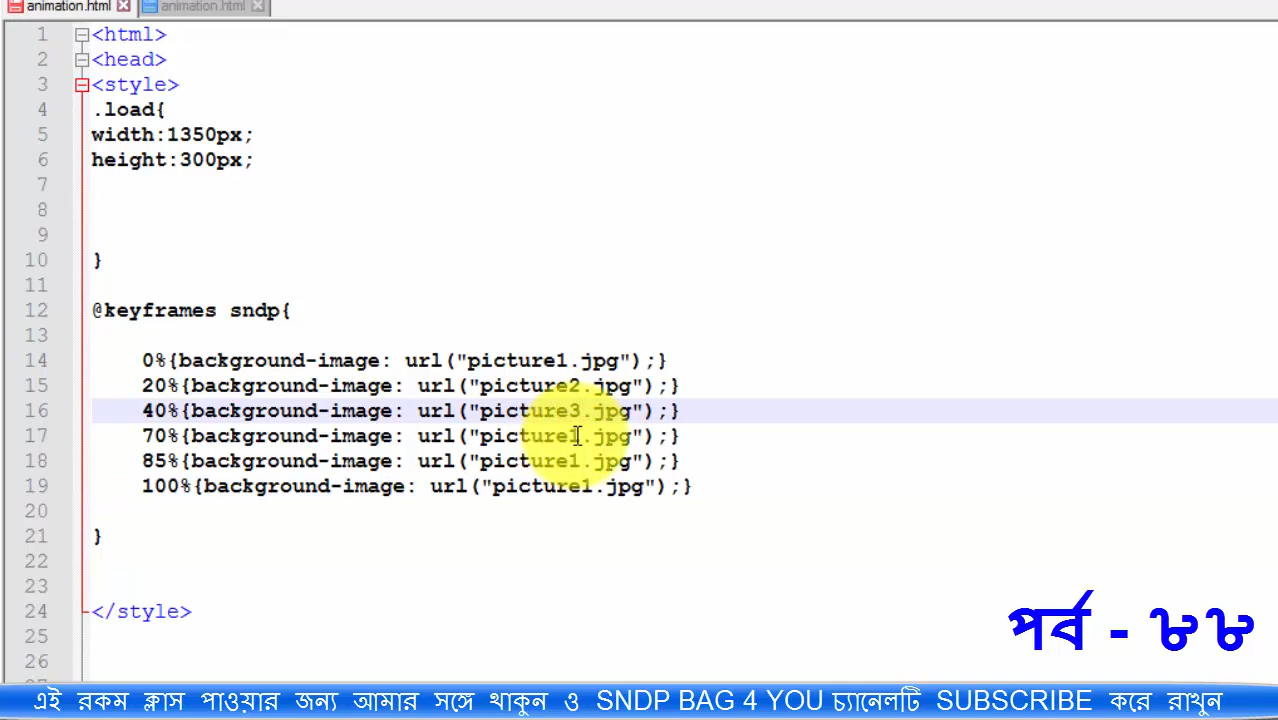 animation.html animation.html
1 <html>
2 <head>
3 <style>
4 .load{
5 width:1350px;
6 height:300px;
7
8
9
10 }
11
12 @keyframes sndp{
13
14 0%{background-image: url("picture1.jpg");}
15 20%{background-image: url("picture2.jpg");}
16 40%{background-image: url("picture3.jpg");}
17 70%{background-image: url("picture1.jpg");}
18 85%{background-image: url("picture1.jpg");}
19 100%{background-image: url("picture1.jpg");}
20
21 }
22
23
24 </style>
25
26
পর্ব - ৮৮
এই রকম ক্লাস পাওয়ার জন্য আমার সঙ্গে থাকুন ও SNDP BAG 4 YOU চ্যানেলটি SUBSCRIBE করে রাখুন